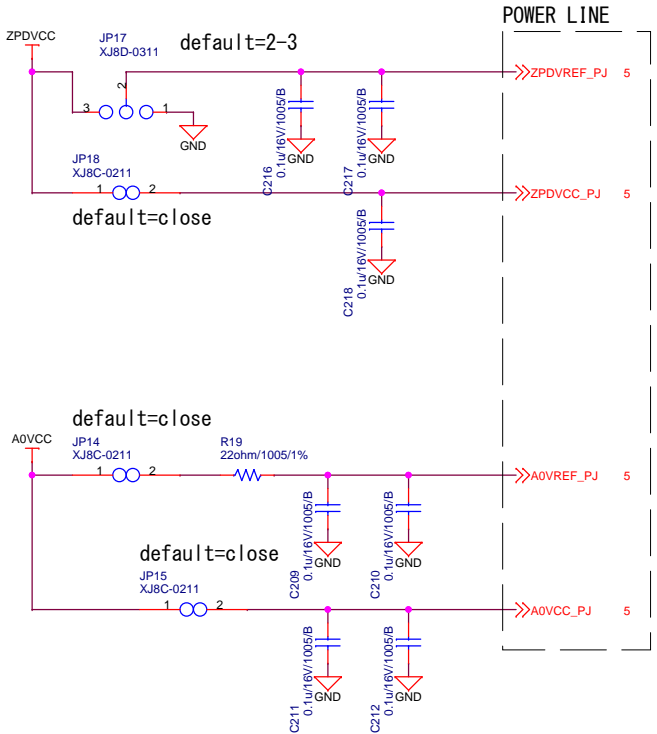 POWER LINE
ZPDVCC
JP17
XJ8D-0311
default=2-3
ZPDVREF_PJ 5
3
2
1
GND
C216
0.1u/16V/1005/B
GND
C217
0.1u/16V/1005/B
GND
JP18
XJ8C-0211
1 2
default=close
ZPDVCC_PJ 5
C218
0.1u/16V/1005/B
GND
default=close
A0VCC
JP14
XJ8C-0211
1 2
R19
22ohm/1005/1%
A0VREF_PJ 5
C209
0.1u/16V/1005/B
GND
C210
0.1u/16V/1005/B
GND
default=close
JP15
XJ8C-0211
1 2
A0VCC_PJ 5
C211
0.1u/16V/1005/B
GND
C212
0.1u/16V/1005/B
GND